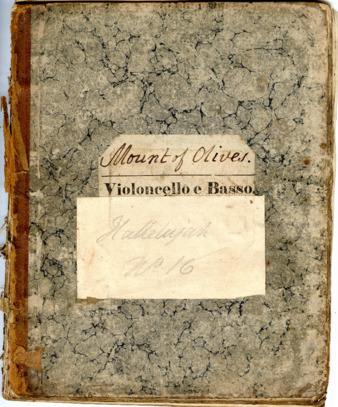 Mount of Olives.
Violoncello e Basso.
Hallelujah
No 16